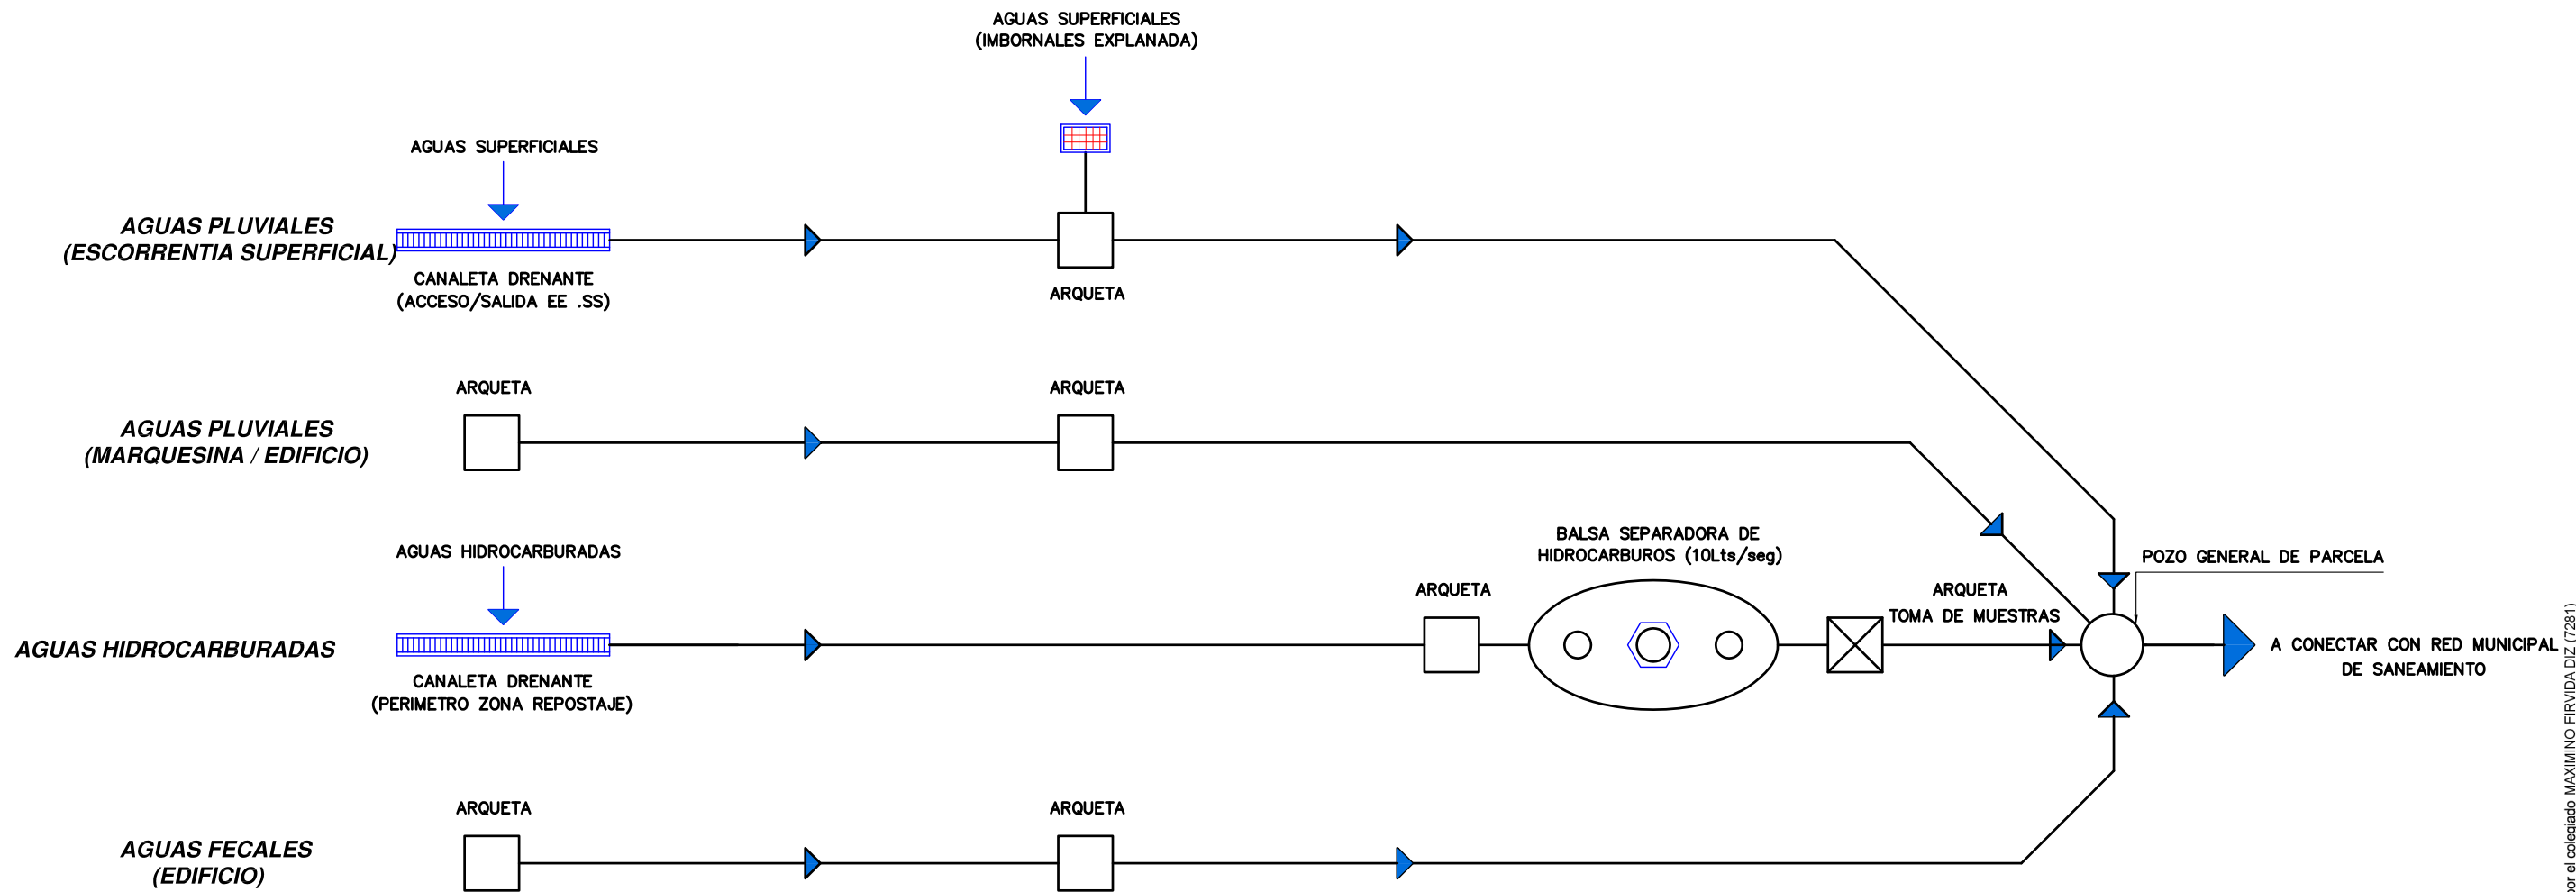 AGUAS SUPERFICIALES
(IMBORNALES EXPLANADA)
AGUAS SUPERFICIALES
AGUAS PLUVIALES
(ESCORRENTIA SUPERFICIAL)
CANALETA DRENANTE
(ACCESO/SALIDA EE .SS)
ARQUETA
ARQUETA
ARQUETA
AGUAS PLUVIALES
(MARQUESINA / EDIFICIO)
BALSA SEPARADORA DE
HIDROCARBUROS (10Lts/seg)
AGUAS HIDROCARBURADAS
POZO GENERAL DE PARCELA
ARQUETA
ARQUETA
TOMA DE MUESTRAS
AGUAS HIDROCARBURADAS
A CONECTAR CON RED MUNICIPAL
DE SANEAMIENTO
CANALETA DRENANTE
(PERIMETRO ZONA REPOSTAJE)
ARQUETA
ARQUETA
AGUAS FECALES
(EDIFICIO)
por el colegiado MAXIMINO FIRVIDA DIZ (7281)